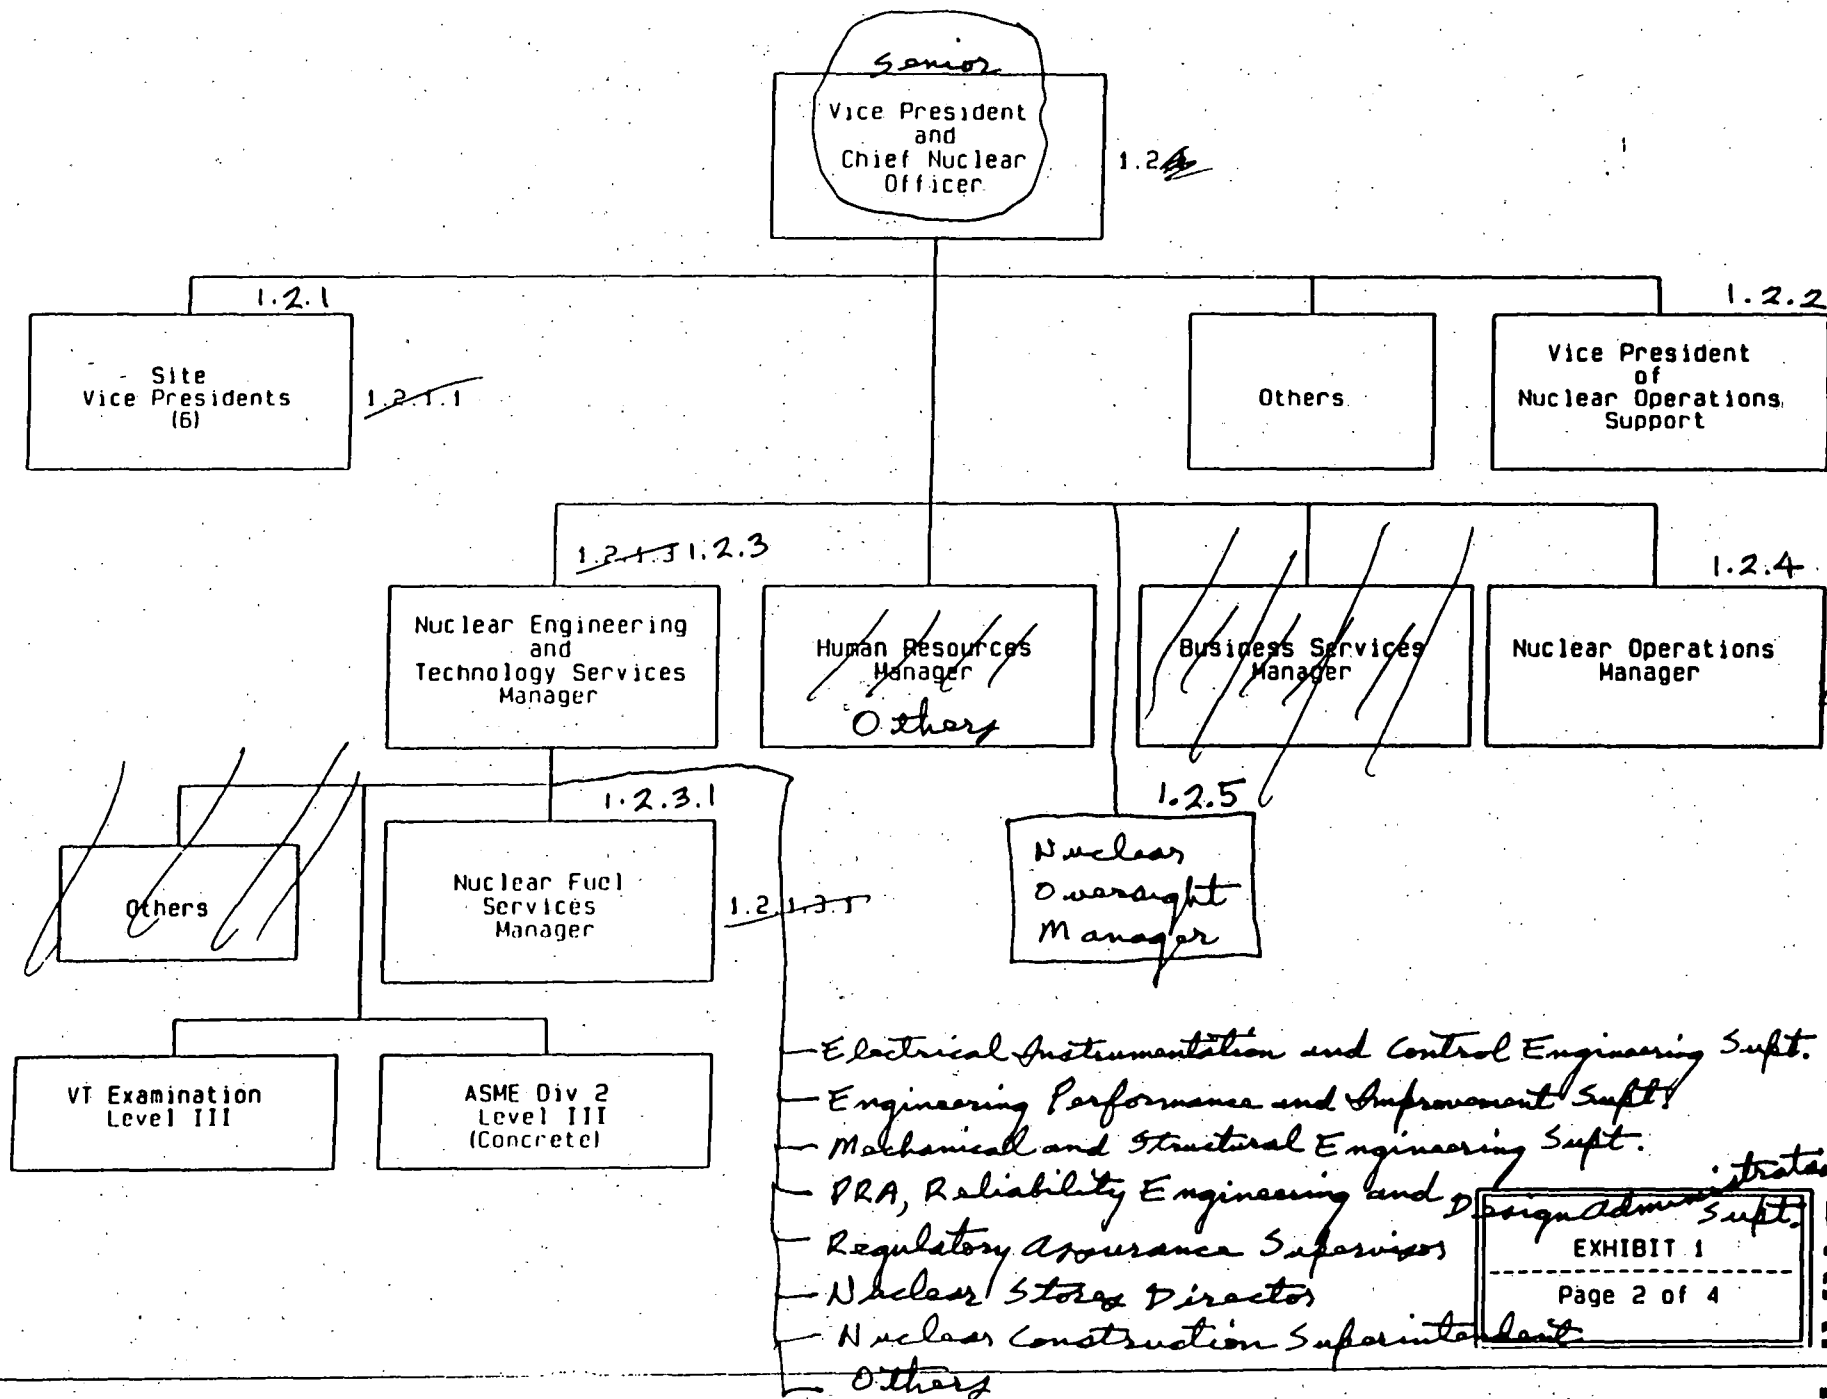 Senior
Vice President
and
Chief Nuclear
Officer
1.2
1.2.1
1.2.2
Site
Vice Presidents
(6)
1.2.1.1
Others
Vice President
of
Nuclear Operations
Support
1.2.1.3 1.2.3
1.2.4
Nuclear Engineering
and
Technology Services
Manager
Human Resources
Manager
Others
Business Services
Manager
Nuclear Operations
Manager
1.2.3.1
1.2.5
Others
Nuclear Fuel
Services
Manager
1.2.1.3.1
Nuclear
Oversight
Manager
VT Examination
Level III
ASME Div 2
Level III
(Concrete)
Electrical Instrumentation and Control Engineering Supt.
Engineering Performance and Improvement Supt.
Mechanical and Structural Engineering Supt.
PRA, Reliability Engineering and Design Administration Supt.
Regulatory Assurance Supervisor
Nuclear Stores Director
Nuclear Construction Superintendent
Others
EXHIBIT 1
Page 2 of 4